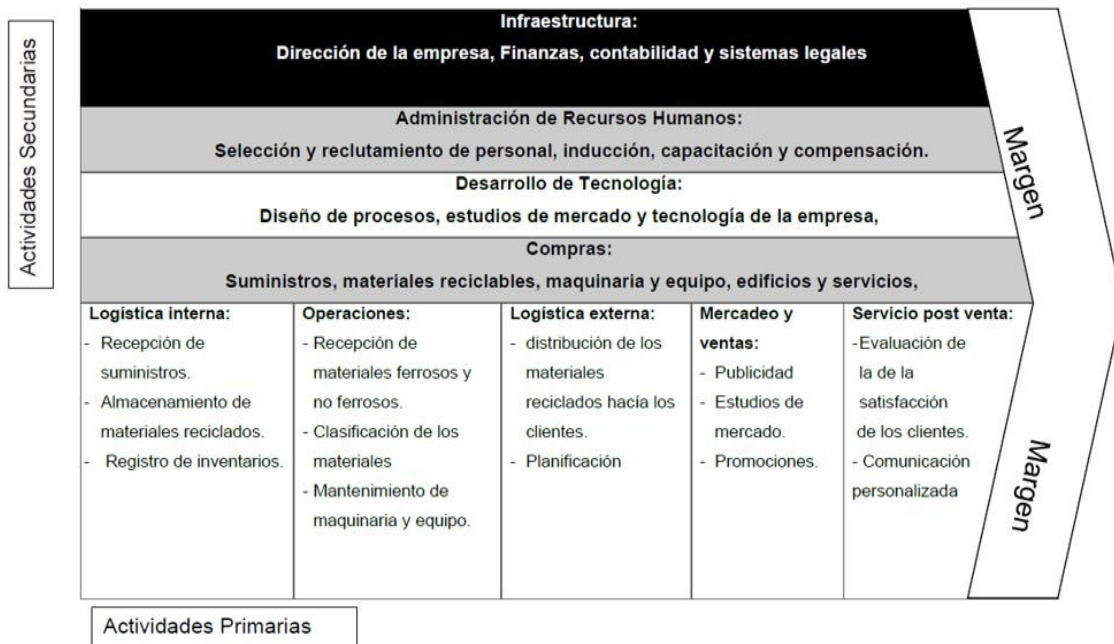 Actividades Secundarias
Infraestructura:
Dirección de la empresa, Finanzas, contabilidad y sistemas legales
Administración de Recursos Humanos:
Selección y reclutamiento de personal, inducción, capacitación y compensación.
Desarrollo de Tecnología:
Diseño de procesos, estudios de mercado y tecnología de la empresa,
Compras:
Suministros, materiales reciclables, maquinaria y equipo, edificios y servicios,
Margen
Logística interna:
- Recepción de
suministros.
- Almacenamiento de
materiales reciclados.
- Registro de inventarios.
Operaciones:
- Recepción de
materiales ferrosos y
no ferrosos.
- Clasificación de los
materiales
- Mantenimiento de
maquinaria y equipo.
Logística externa:
- distribución de los
materiales
reciclados hacía los
clientes.
- Planificación
Mercadeo y
ventas:
- Publicidad
- Estudios de
mercado.
- Promociones.
Servicio post venta:
-Evaluación de
la de la
satisfacción
de los clientes.
- Comunicación
personalizada
Margen
Actividades Primarias